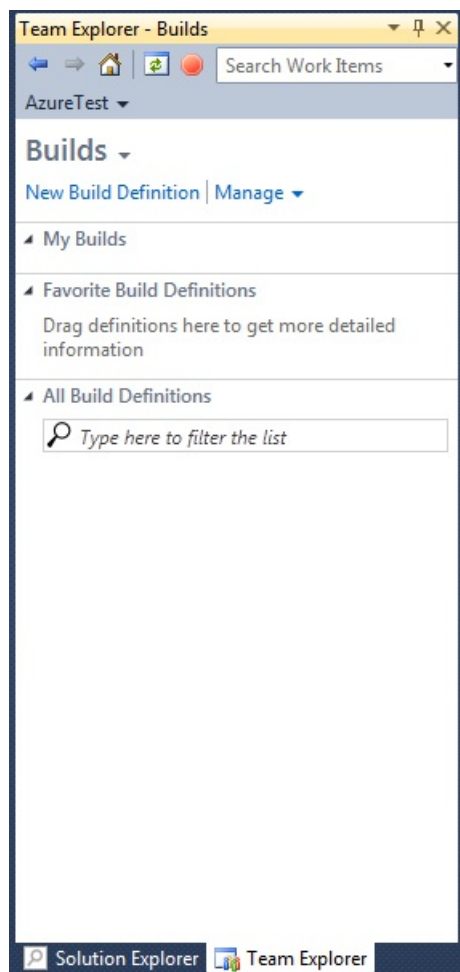 Team Explorer - Builds
Search Work Items
AzureTest
Builds
New Build Definition | Manage
My Builds
Favorite Build Definitions
Drag definitions here to get more detailed
information
All Build Definitions
Type here to filter the list
Solution Explorer Team Explorer